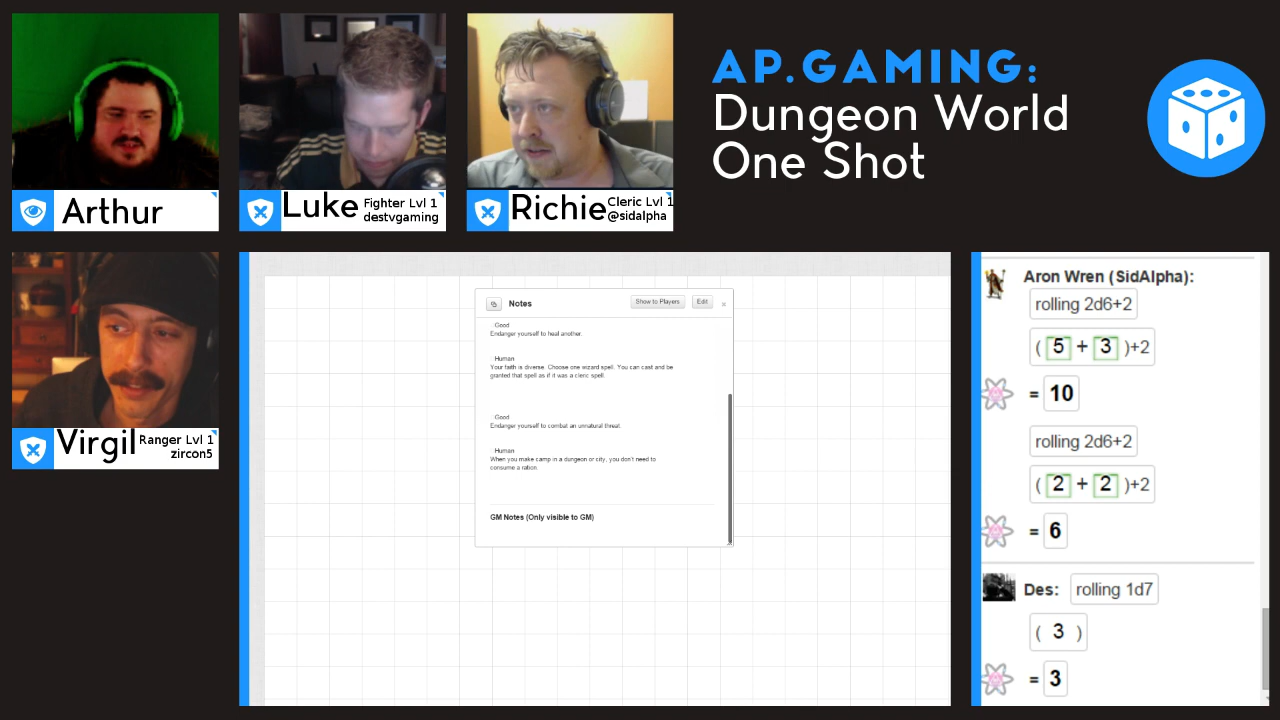 AP.GAMING:
Dungeon World
One Shot
Arthur
Luke
Fighter Lvl 1
destvgaming
Richie
Cleric Lvl 1
@sidalpha
Virgil
Ranger Lvl 1
zircon5
Notes
Show to Players
Edit
×
Good
Endanger yourself to heal another.
Human
Your faith is diverse. Choose one wizard spell. You can cast and be
granted that spell as if it was a cleric spell.
Good
Endanger yourself to combat an unnatural threat.
Human
When you make camp in a dungeon or city, you don't need to
consume a ration
GM Notes (Only visible to GM)
Aron Wren (SidAlpha):
rolling 2d6+2
( 5 + 3 )+2
= 10
rolling 2d6+2
( 2 + 2 )+2
= 6
Des: rolling 1d7
( 3 )
= 3